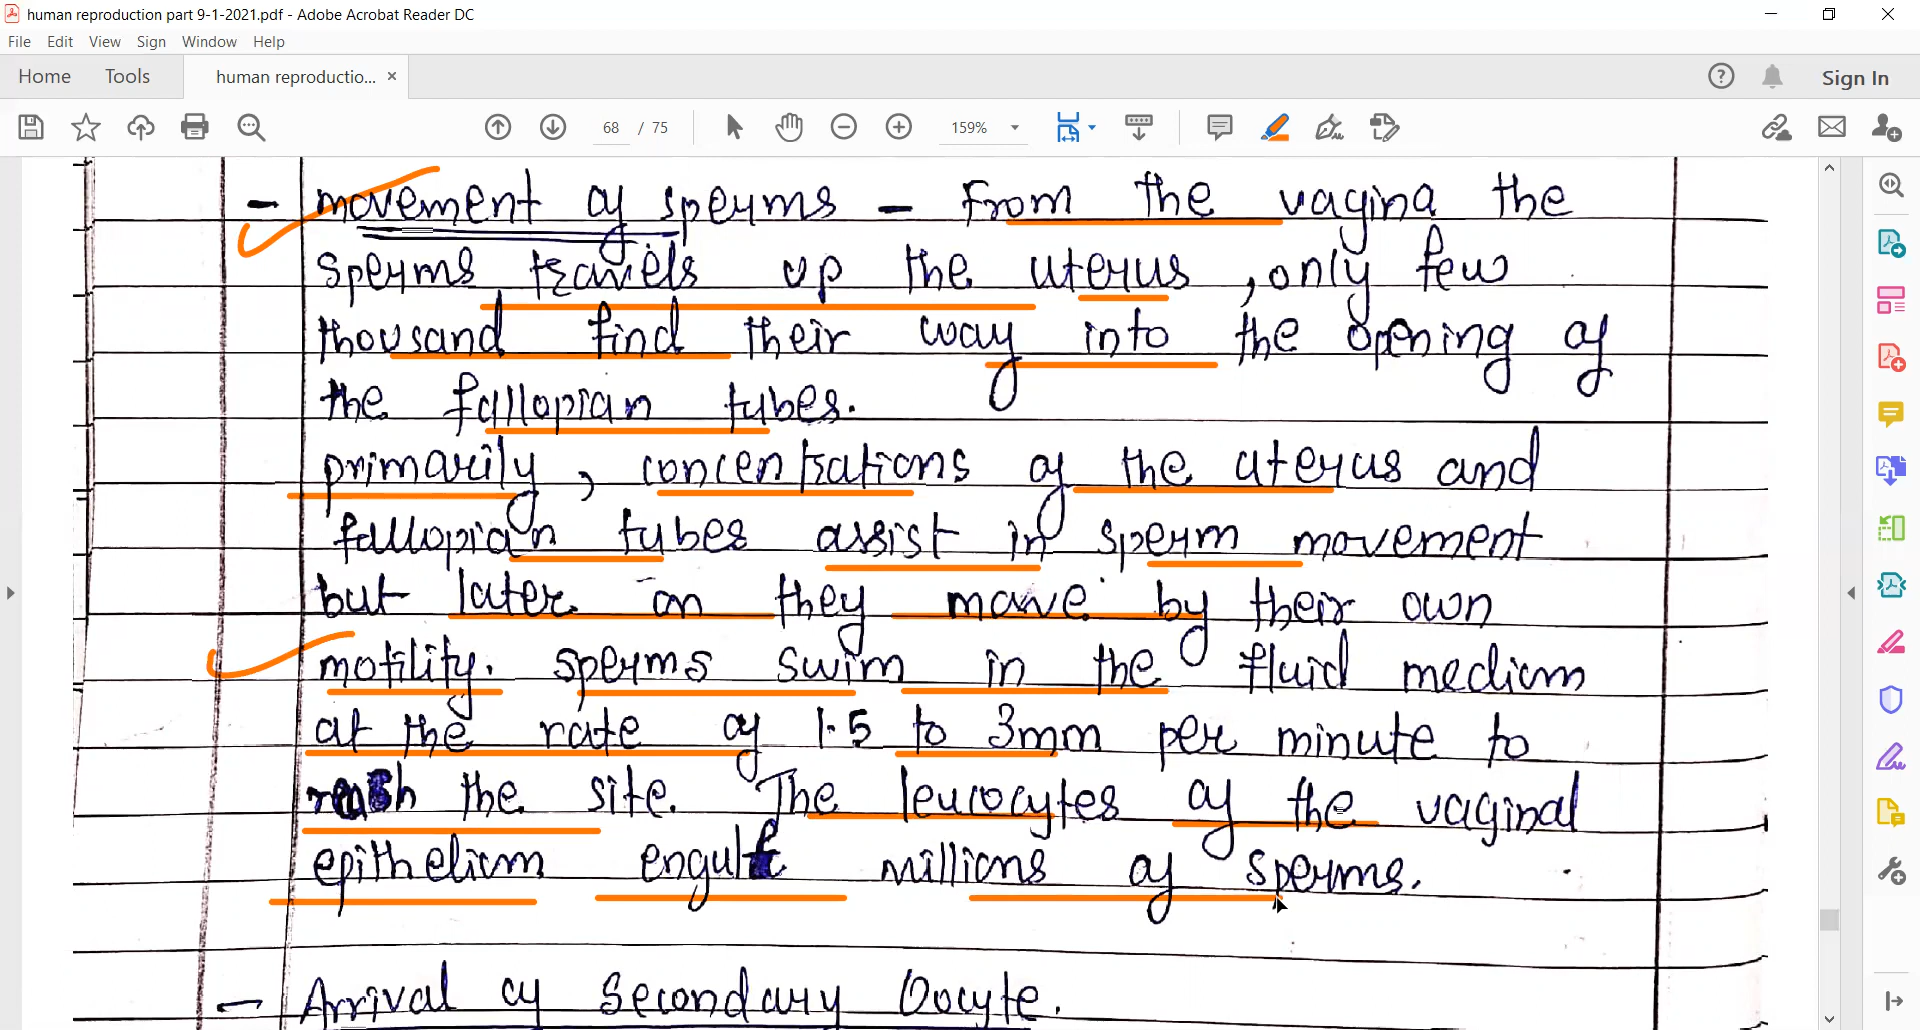 human reproduction part 9-1-2021.pdf - Adobe Acrobat Reader DC
File Edit View Sign Window Help
Home Tools human reproductio... × Sign In
68 / 75 159%
- movement of sperms - From the vagina the
sperms travels up the uterus , only few
thousand find their way into the opening of
the fallopian tubes.
primarily , concentrations of the uterus and
fallopian tubes assist in sperm movement
but later on they move by their own
motility. sperms swim in the fluid medium
at the rate of 1.5 to 3mm per minute to
reach the site. The leucocytes of the vaginal
epithelium engulf millions of sperms.
- Arrival of Secondary Oocyte.